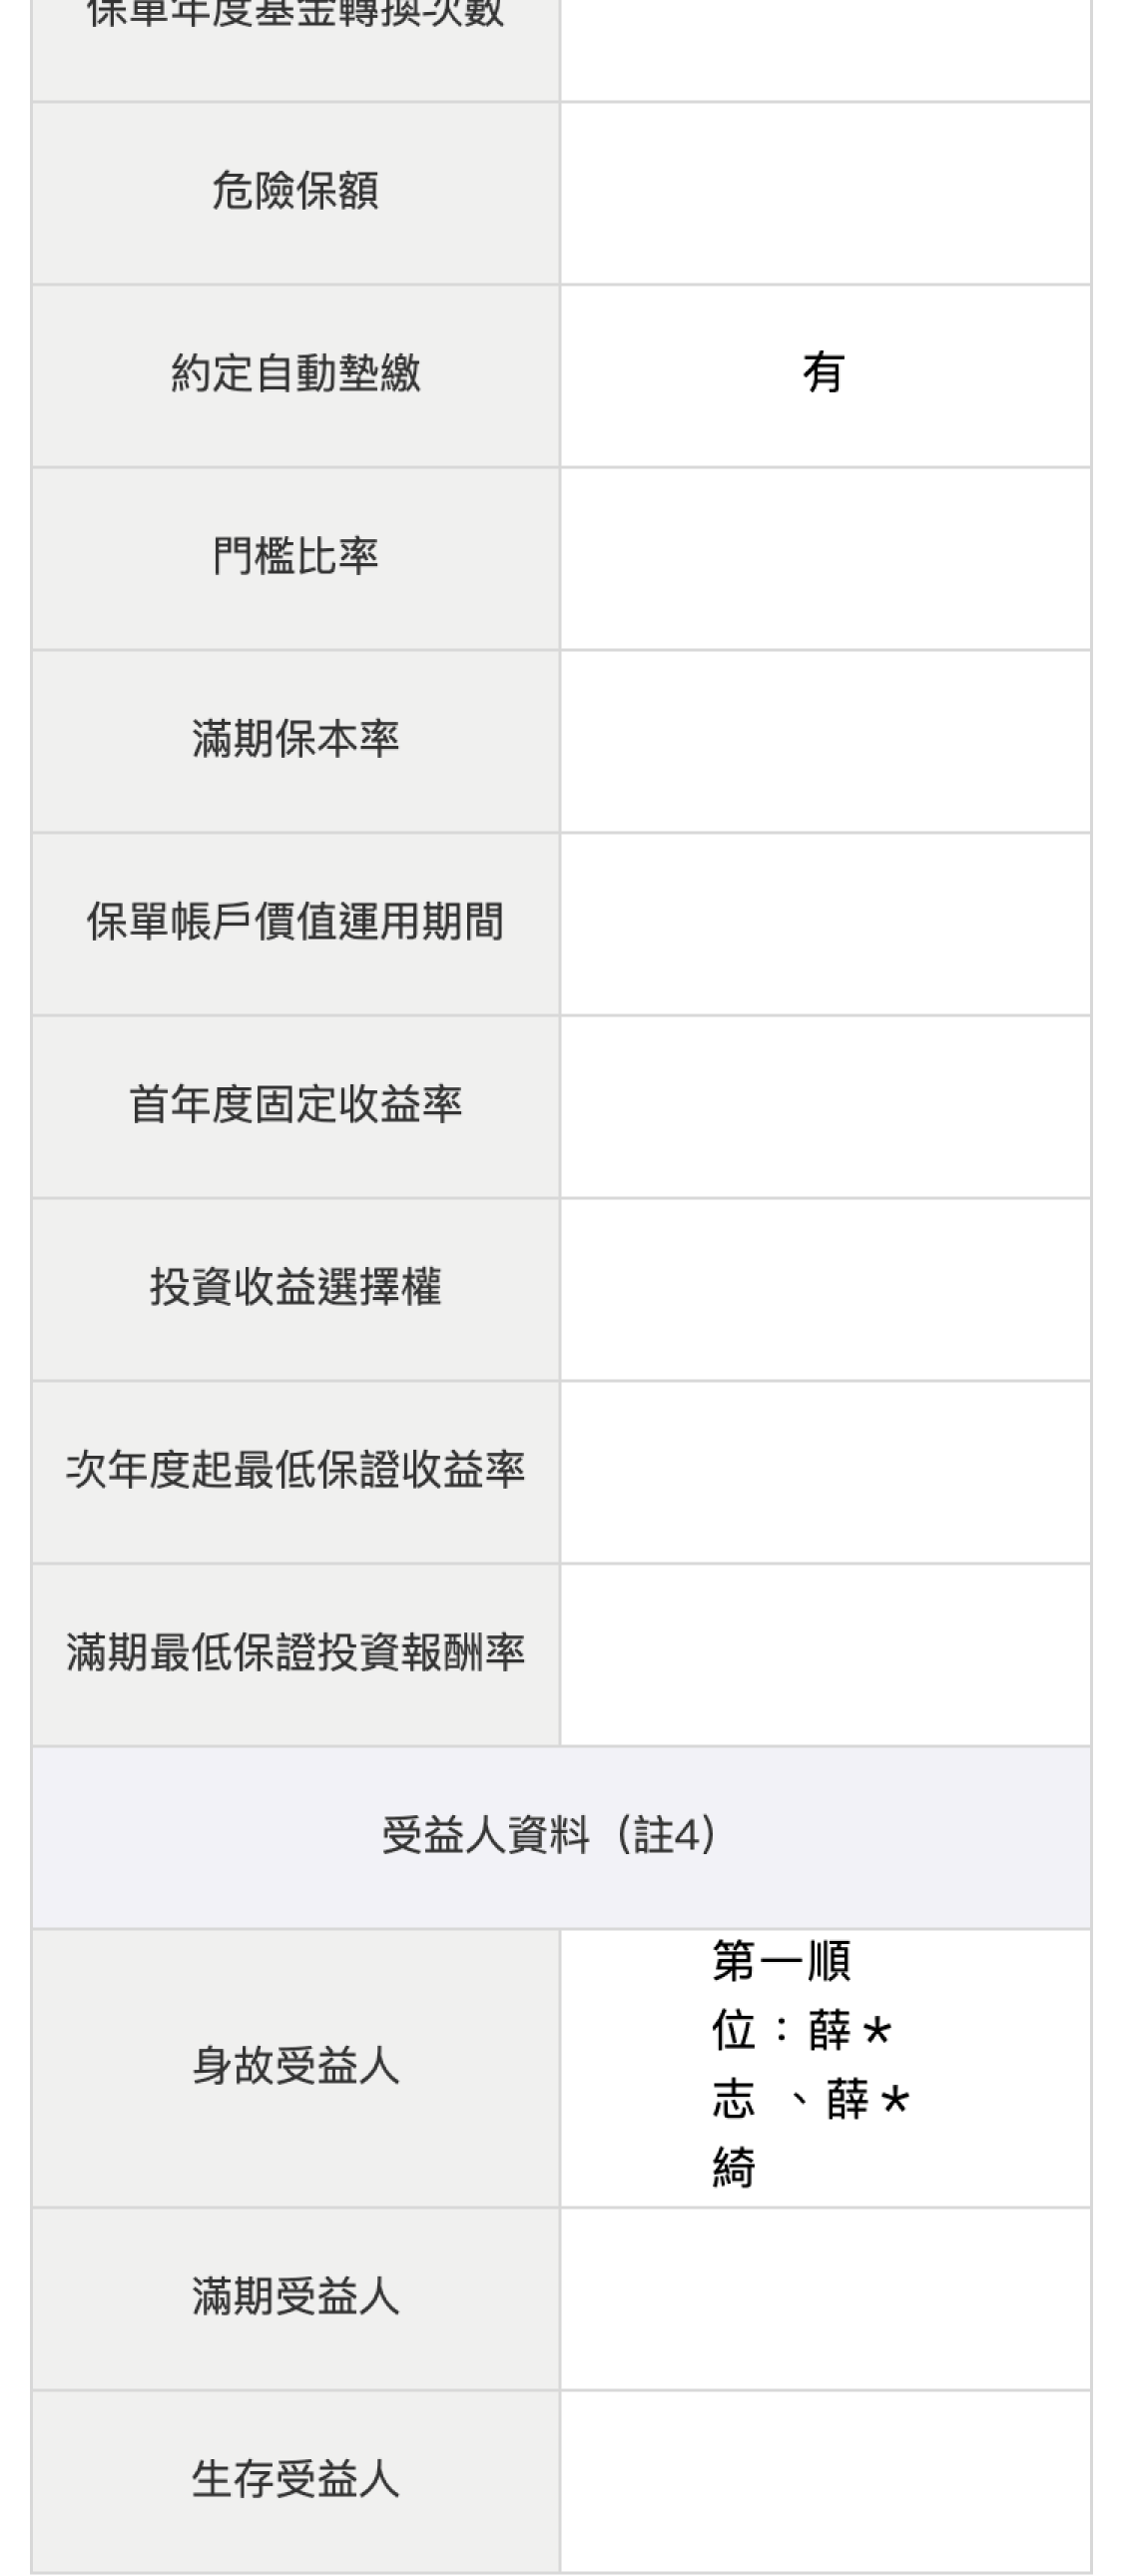 保單年度基金轉換次數
危險保額
約定自動墊繳
有
門檻比率
滿期保本率
保單帳戶價值運用期間
首年度固定收益率
投資收益選擇權
次年度起最低保證收益率
滿期最低保證投資報酬率
受益人資料（註4）
身故受益人
第一順
位：薛*
志 、薛*
綺
滿期受益人
生存受益人